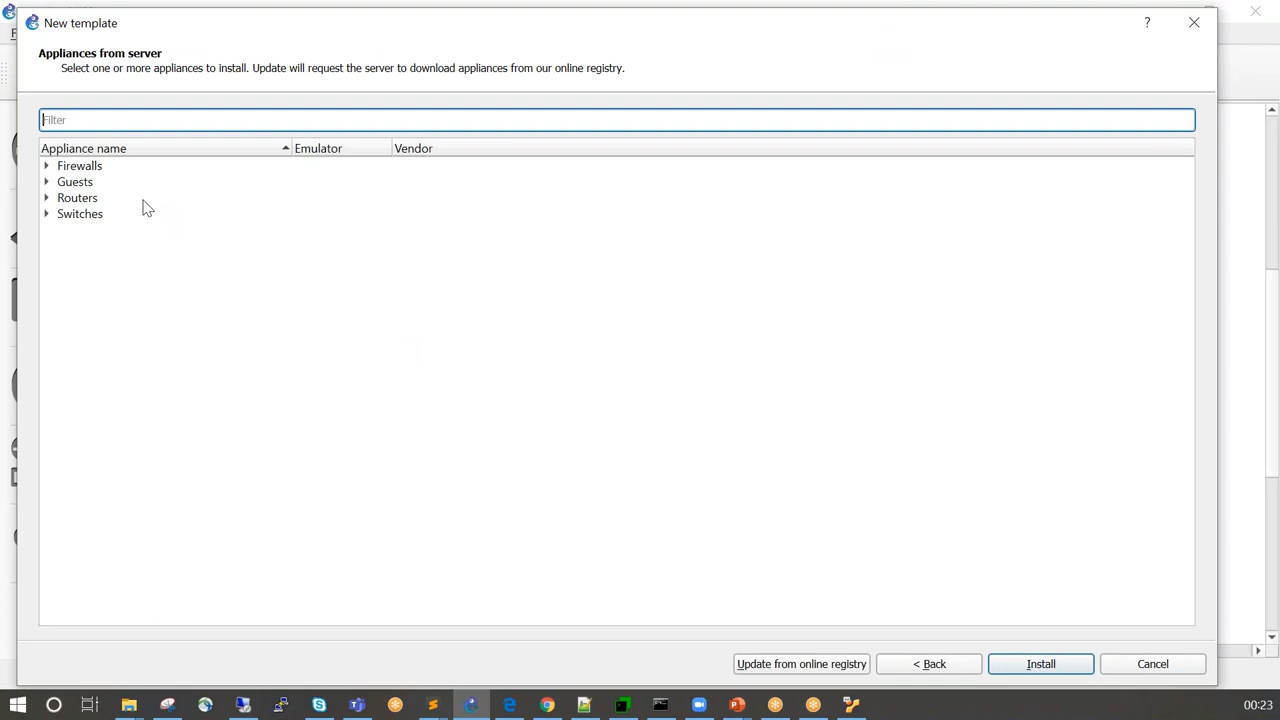 New template
?
Appliances from server
Select one or more appliances to install. Update will request the server to download appliances from our online registry.
Filter
Appliance name Emulator Vendor
Firewalls
Guests
Routers
Switches
Update from online registry < Back Install Cancel
00:23